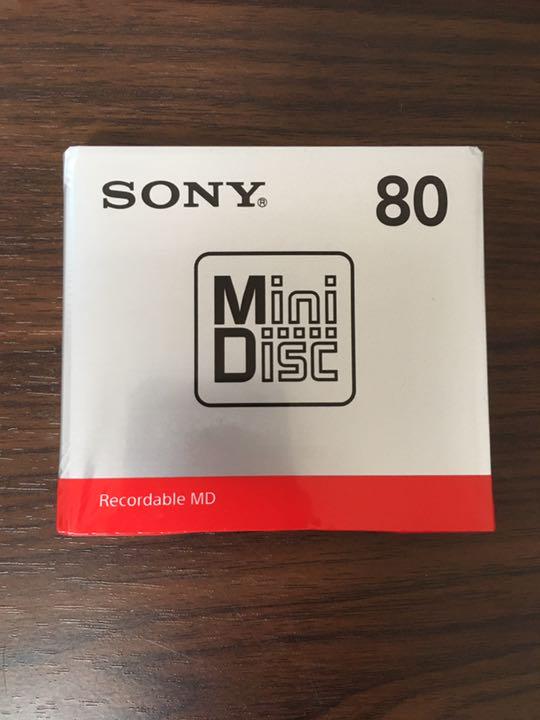 SONY® 80
Mini
Disc
Recordable MD